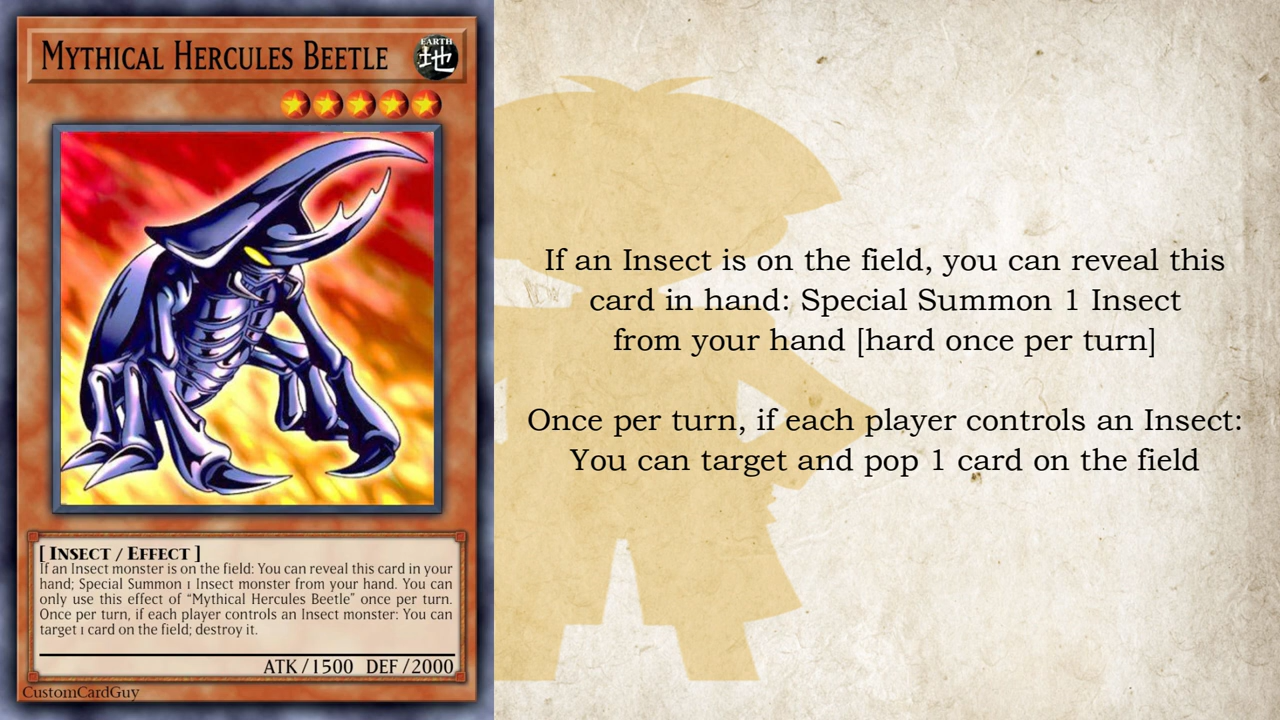 Mythical Hercules Beetle
EARTH
地
[ Insect / Effect ]
If an Insect monster is on the field: You can reveal this card in your
hand; Special Summon 1 Insect monster from your hand. You can
only use this effect of “Mythical Hercules Beetle” once per turn.
Once per turn, if each player controls an Insect monster: You can
target 1 card on the field; destroy it.
ATK/1500 DEF/2000
CustomCardGuy
If an Insect is on the field, you can reveal this
card in hand: Special Summon 1 Insect
from your hand [hard once per turn]
Once per turn, if each player controls an Insect:
You can target and pop 1 card on the field